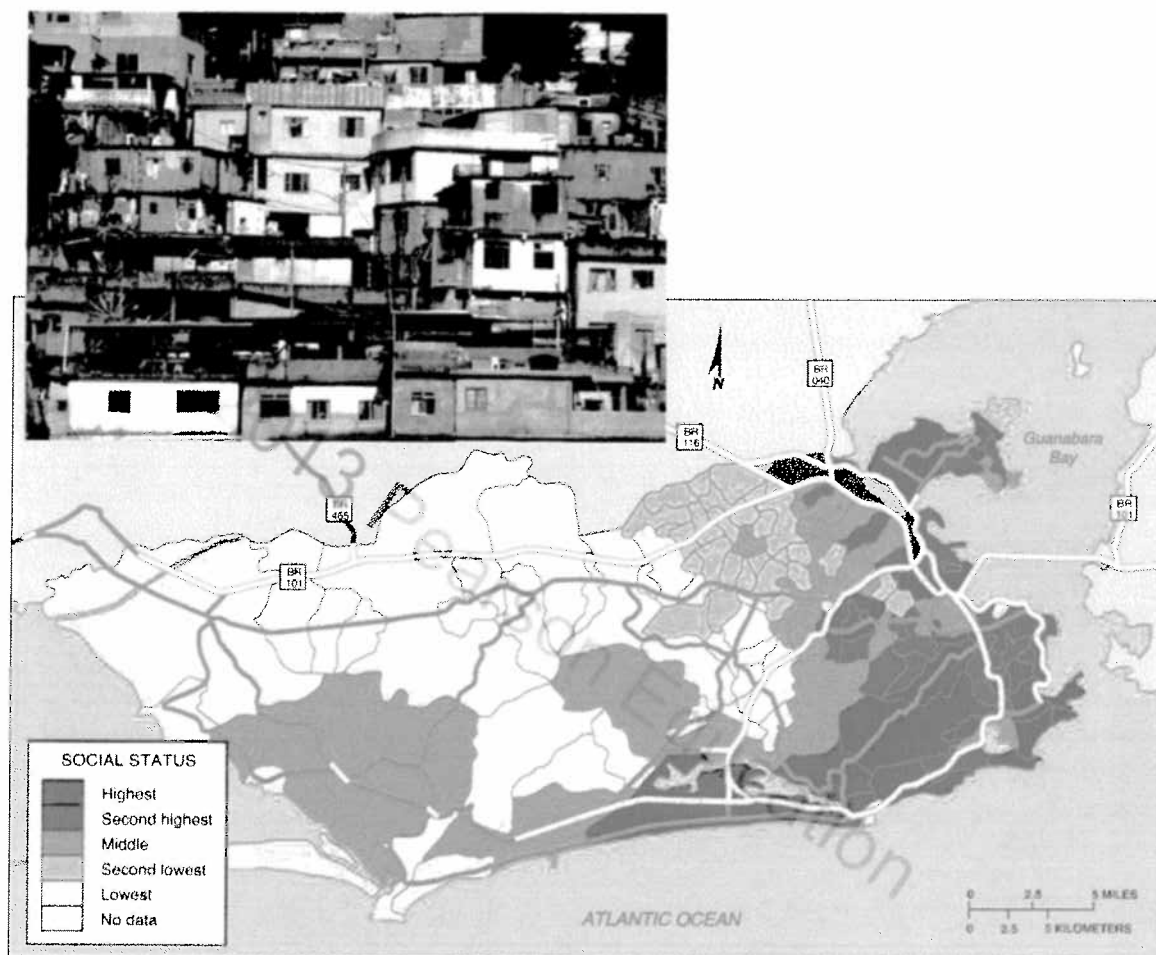 N
BR
040
BR
116
Guanabara
Bay
BR
101
465
BR
101
SOCIAL STATUS
Highest
Second highest
Middle
Second lowest
Lowest
No data
ATLANTIC OCEAN
0 2.5 5 MILES
0 2.5 5 KILOMETERS